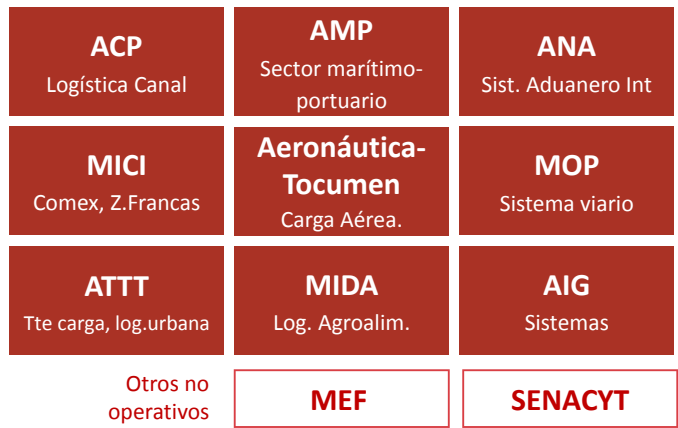 ACP
Logística Canal
AMP
Sector marítimo-
portuario
ANA
Sist. Aduanero Int
MICI
Comex, Z.Francas
Aeronáutica-
Tocumen
Carga Aérea.
MOP
Sistema viario
ATTT
Tte carga, log.urbana
MIDA
Log. Agroalim.
AIG
Sistemas
Otros no
operativos
MEF
SENACYT